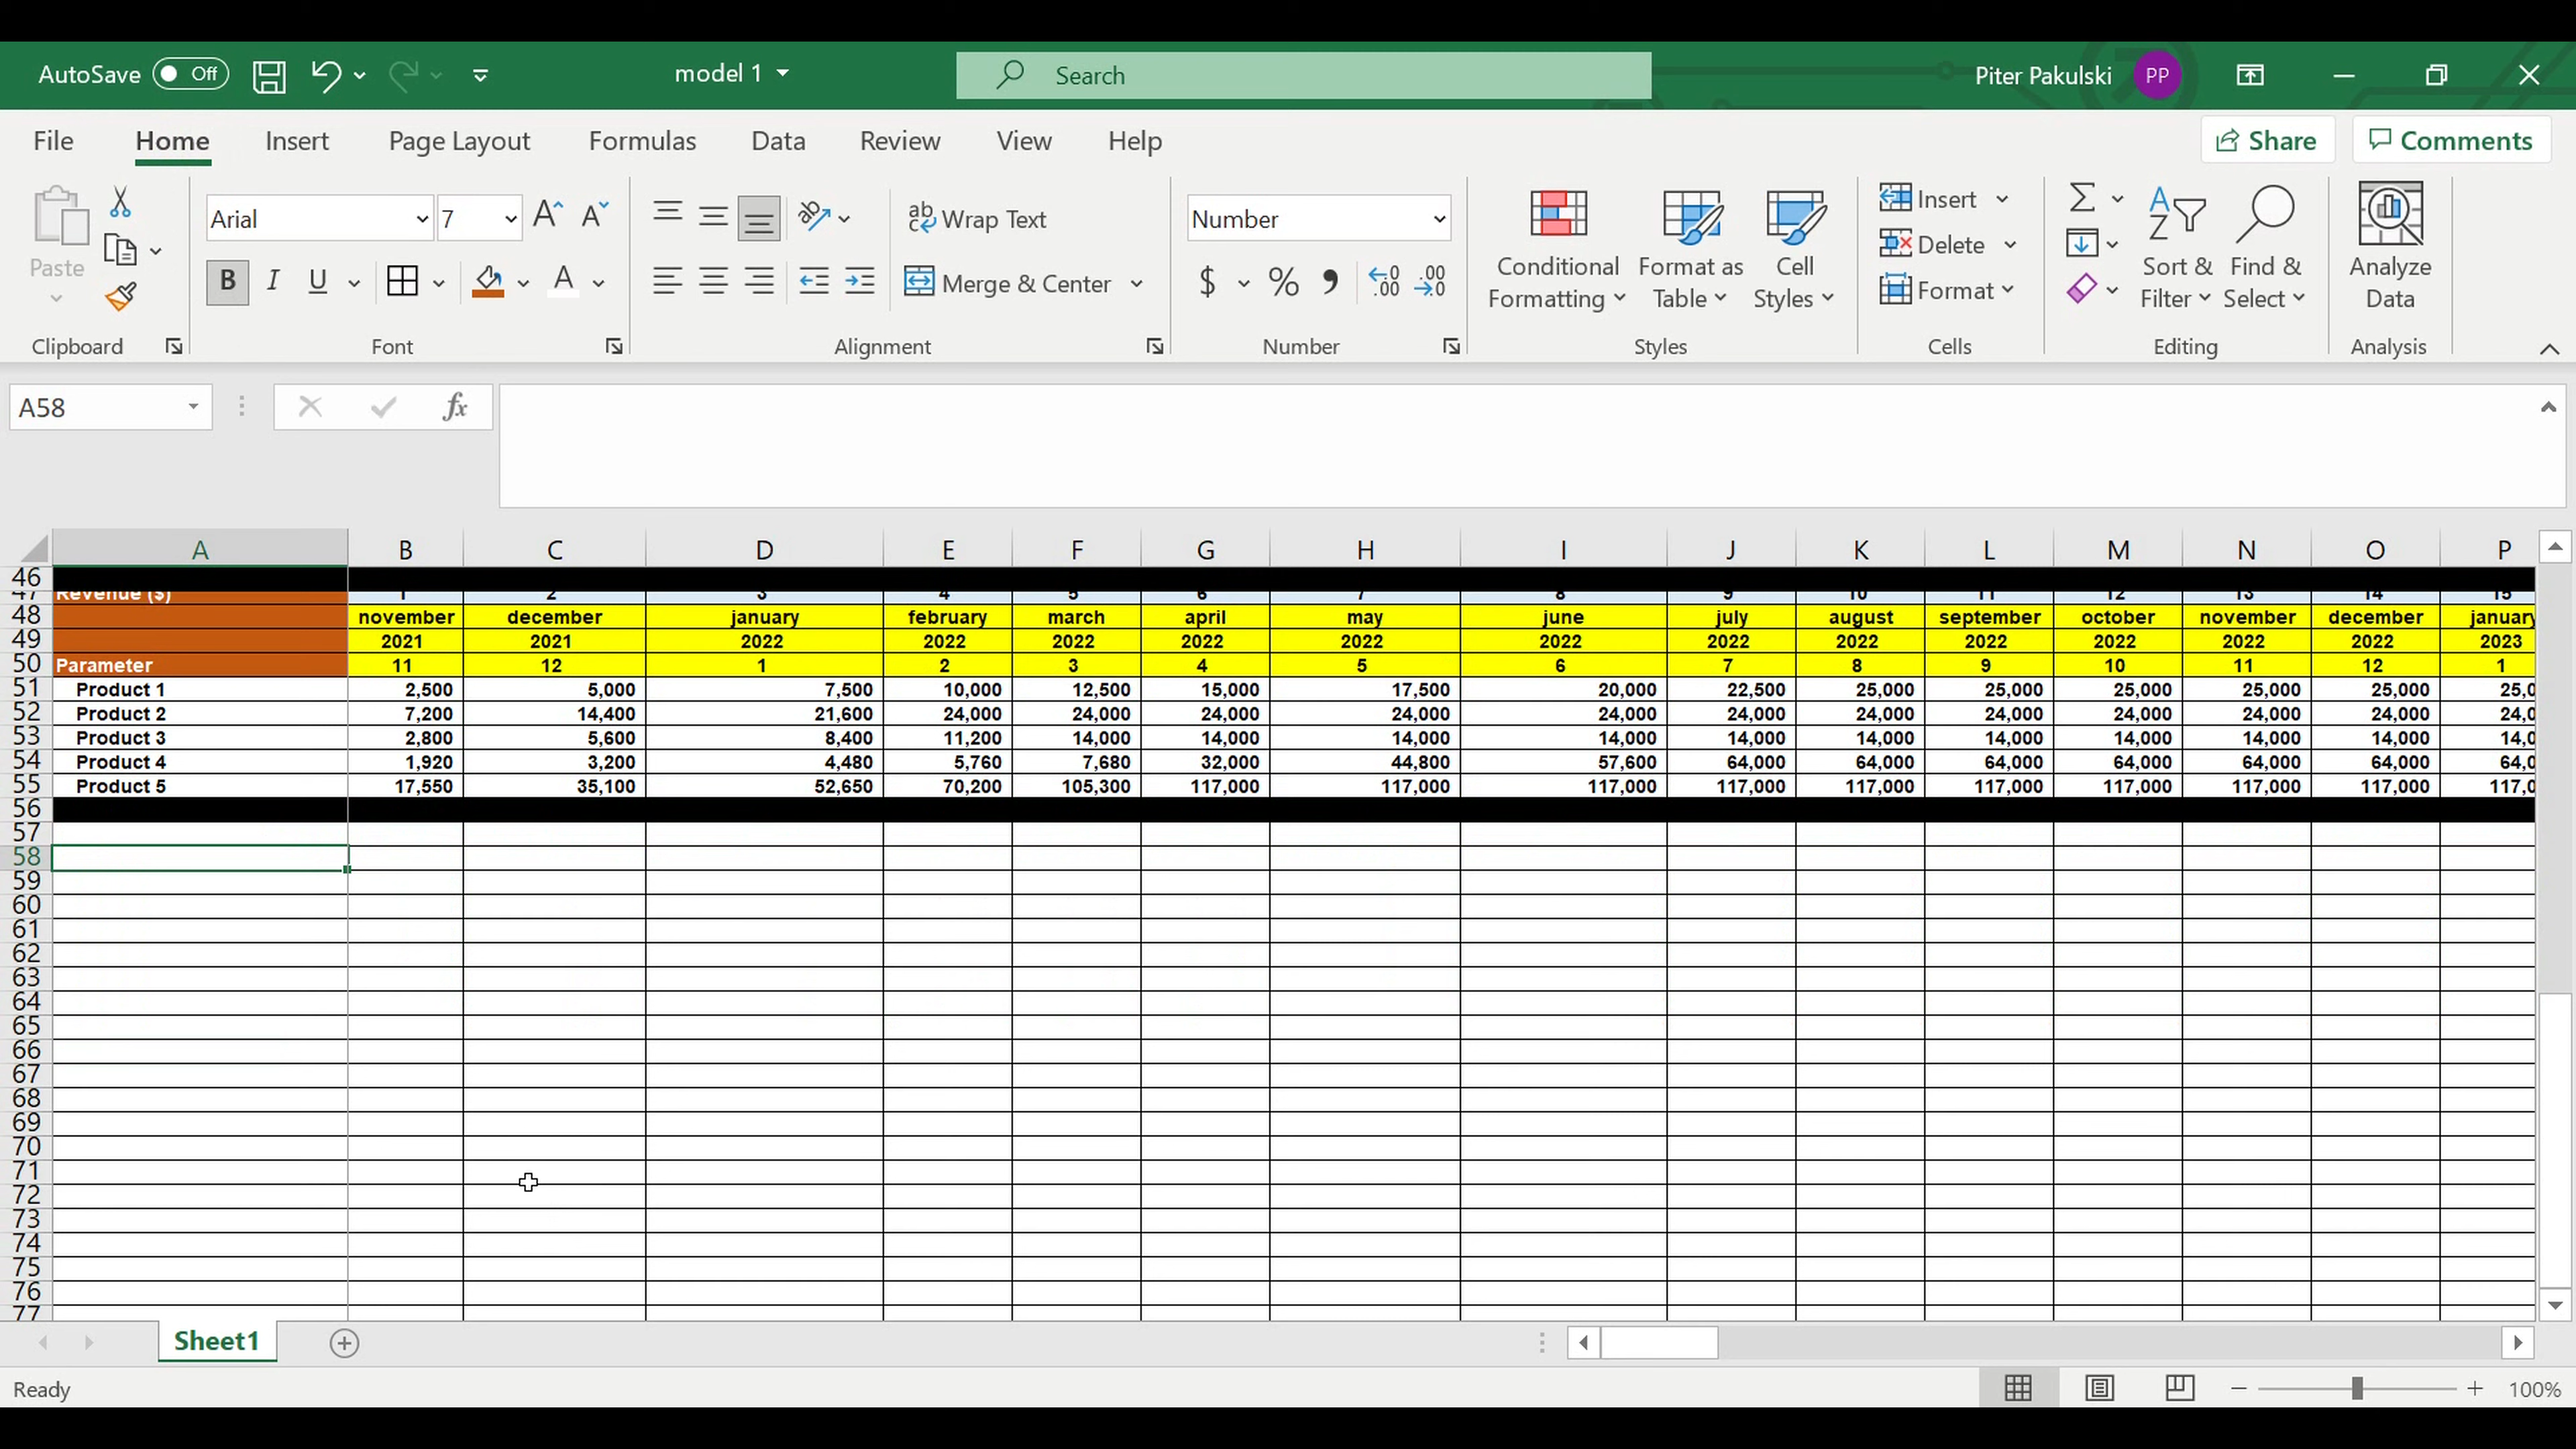 AutoSave Off model 1 Search Piter Pakulski PP
File Home Insert Page Layout Formulas Data Review View Help Share Comments
Paste Arial 7 Wrap Text Number Conditional Formatting Format as Table Cell Styles Insert Sort & Filter Find & Select Analyze Data
B I U Merge & Center $ % Delete
Format
Clipboard Font Alignment Number Styles Cells Editing Analysis
A58 fx
A B C D E F G H I J K L M N O P
46
47 Revenue ($) 1 2 3 4 5 6 7 8 9 10 11 12 13 14 15
48 november december january february march april may june july august september october november december january
49 2021 2021 2022 2022 2022 2022 2022 2022 2022 2022 2022 2022 2022 2022 2023
50 Parameter 11 12 1 2 3 4 5 6 7 8 9 10 11 12 1
51 Product 1 2,500 5,000 7,500 10,000 12,500 15,000 17,500 20,000 22,500 25,000 25,000 25,000 25,000 25,000 25,0
52 Product 2 7,200 14,400 21,600 24,000 24,000 24,000 24,000 24,000 24,000 24,000 24,000 24,000 24,000 24,000 24,0
53 Product 3 2,800 5,600 8,400 11,200 14,000 14,000 14,000 14,000 14,000 14,000 14,000 14,000 14,000 14,000 14,0
54 Product 4 1,920 3,200 4,480 5,760 7,680 32,000 44,800 57,600 64,000 64,000 64,000 64,000 64,000 64,000 64,0
55 Product 5 17,550 35,100 52,650 70,200 105,300 117,000 117,000 117,000 117,000 117,000 117,000 117,000 117,000 117,000 117,0
56
57
58
59
60
61
62
63
64
65
66
67
68
69
70
71
72
73
74
75
76
77
Sheet1
Ready 100%